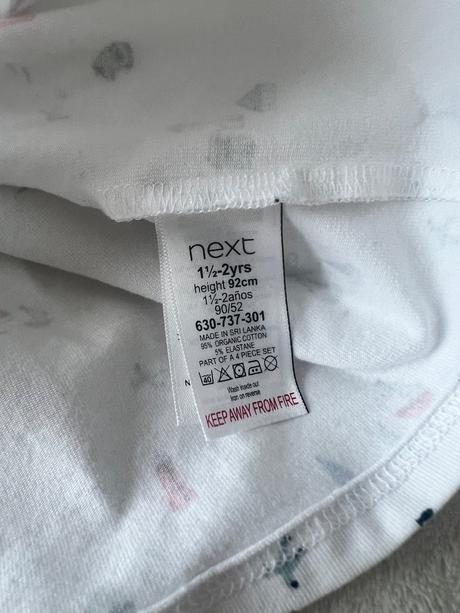 next
1½-2yrs
height 92cm
1½-2años
90/52
630-737-301
MADE IN SRI LANKA
95% ORGANIC COTTON
5% ELASTANE
PART OF A 4 PIECE SET
40
Wash inside out
Iron on reverse
KEEP AWAY FROM FIRE
N